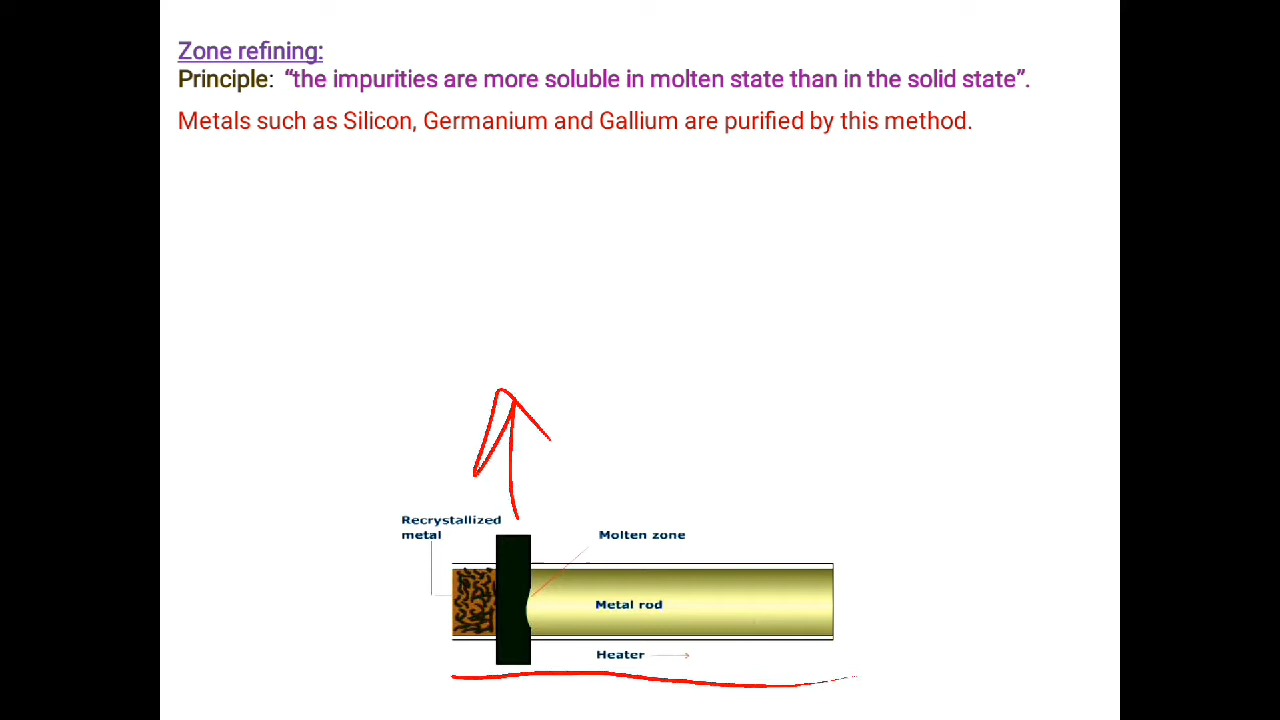 Zone refining:
Principle: “the impurities are more soluble in molten state than in the solid state”.
Metals such as Silicon, Germanium and Gallium are purified by this method.
Recrystallized
metal
Molten zone
Metal rod
Heater